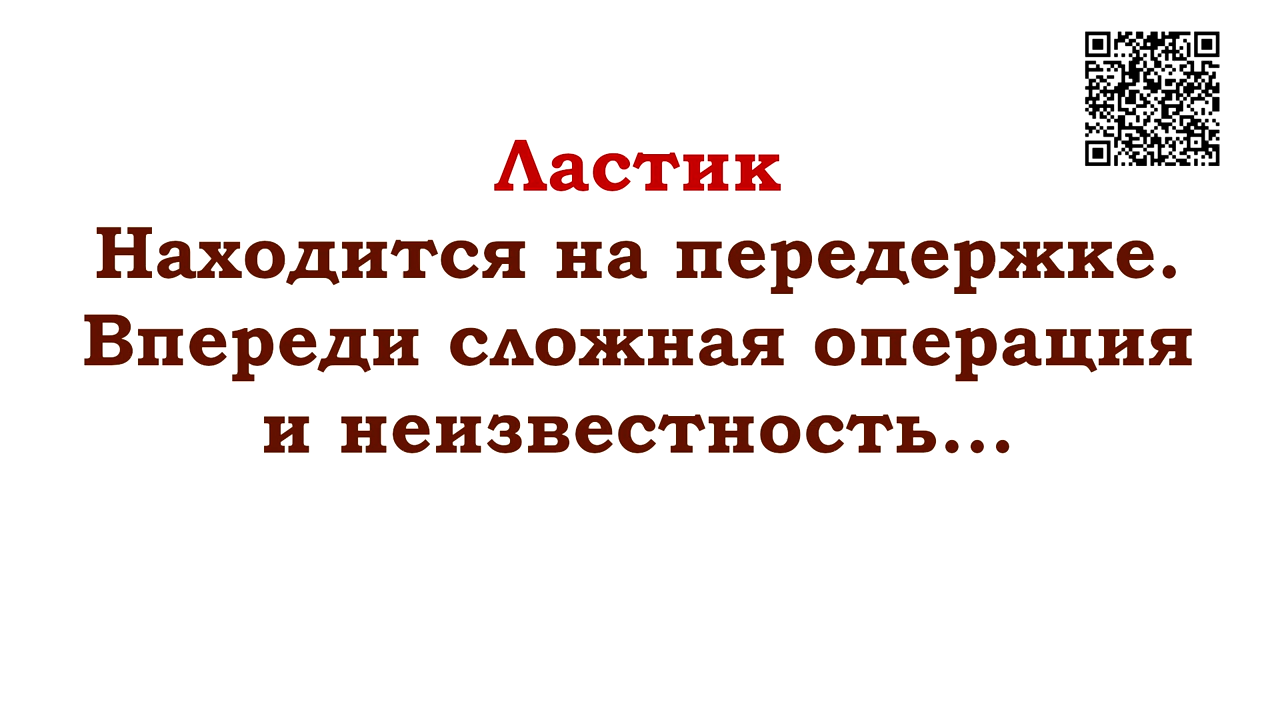 Ластик
Находится на передержке.
Впереди сложная операция
и неизвестность...